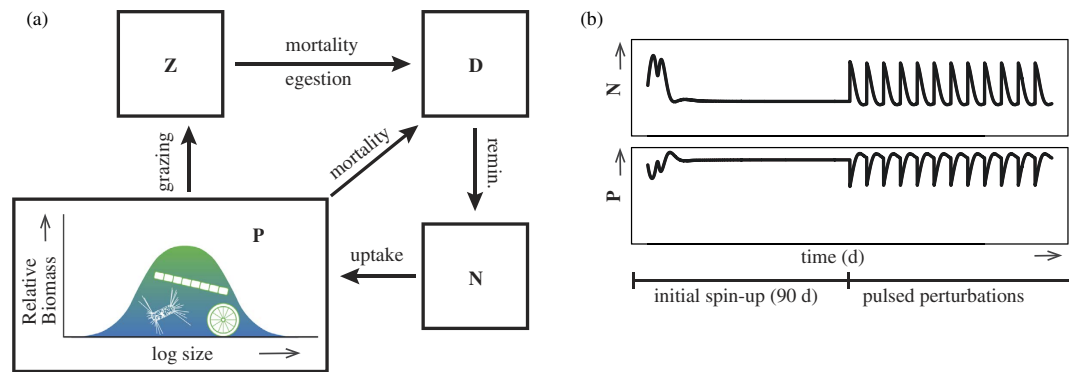 (a)
Z
mortality
egestion
D
grazing
mortality
remin.
P
Relative
Biomass
log size
uptake
N
(b)
N
P
time (d)
initial spin-up (90 d)
pulsed perturbations